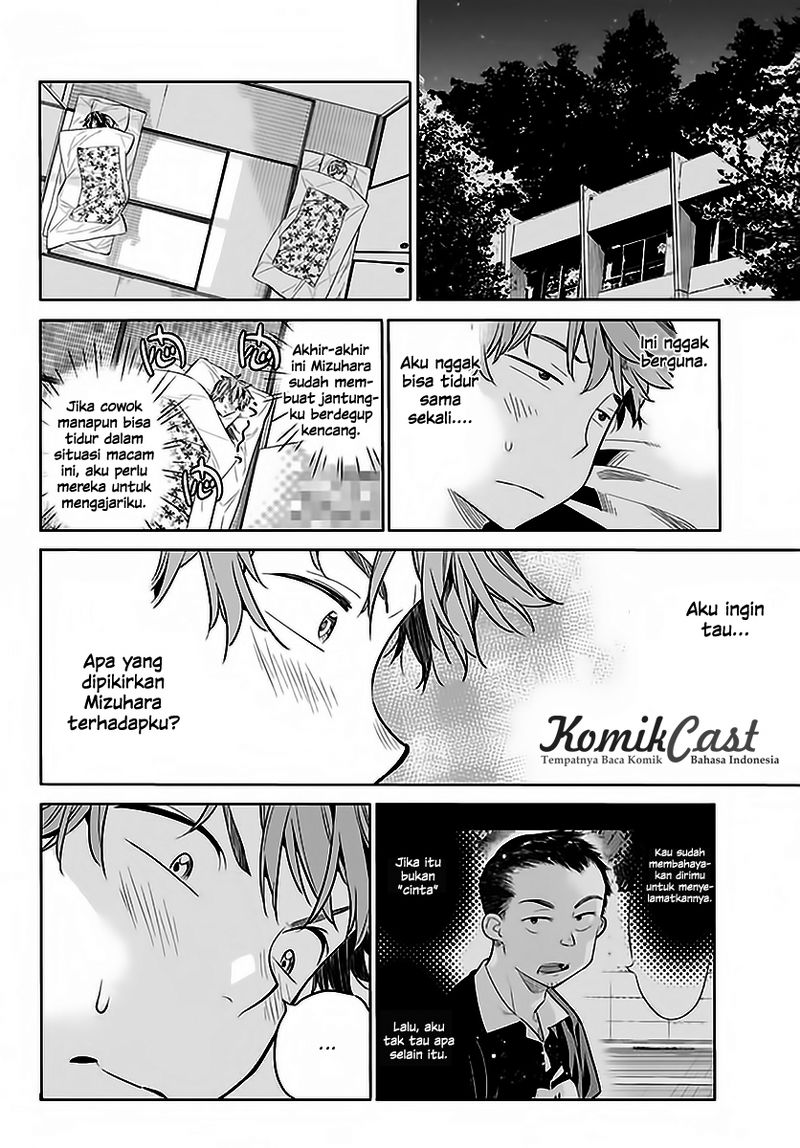 Ini nggak
berguna.
Aku nggak
bisa tidur
sama
sekali....
Akhir-akhir
ini Mizuhara
sudah mem-
buat jantung-
ku berdegup
kencang.
Jika cowok
manapun bisa
tidur dalam
situasi macam
ini, aku perlu
mereka untuk
mengajariku.
Aku ingin
tau...
Apa yang
dipikirkan
Mizuhara
terhadapku?
KomikCast
Tempatnya Baca Komik Bahasa Indonesia
Kau sudah
membahaya-
kan dirimu
untuk menye-
lamatkannya.
Jika itu
bukan
"cinta"
Lalu, aku
tak tau apa
selain itu.
...